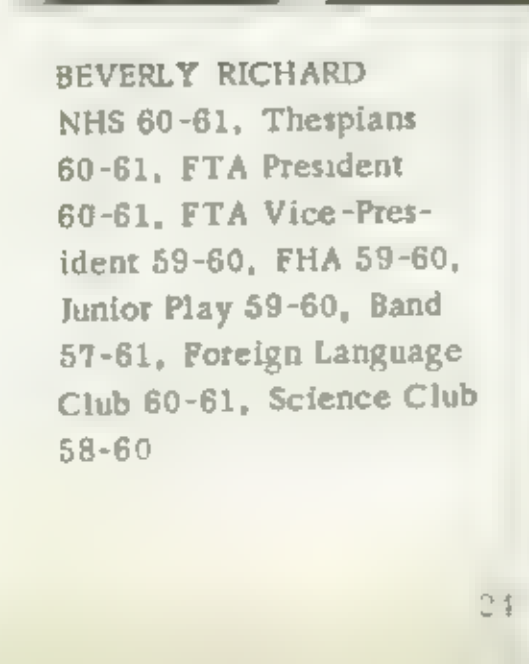 BEVERLY RICHARD
NHS 60-61, Thespians
60-61, FTA President
60-61, FTA Vice-Pres-
ident 59-60, FHA 59-60,
Junior Play 59-60, Band
57-61, Foreign Language
Club 60-61, Science Club
58-60